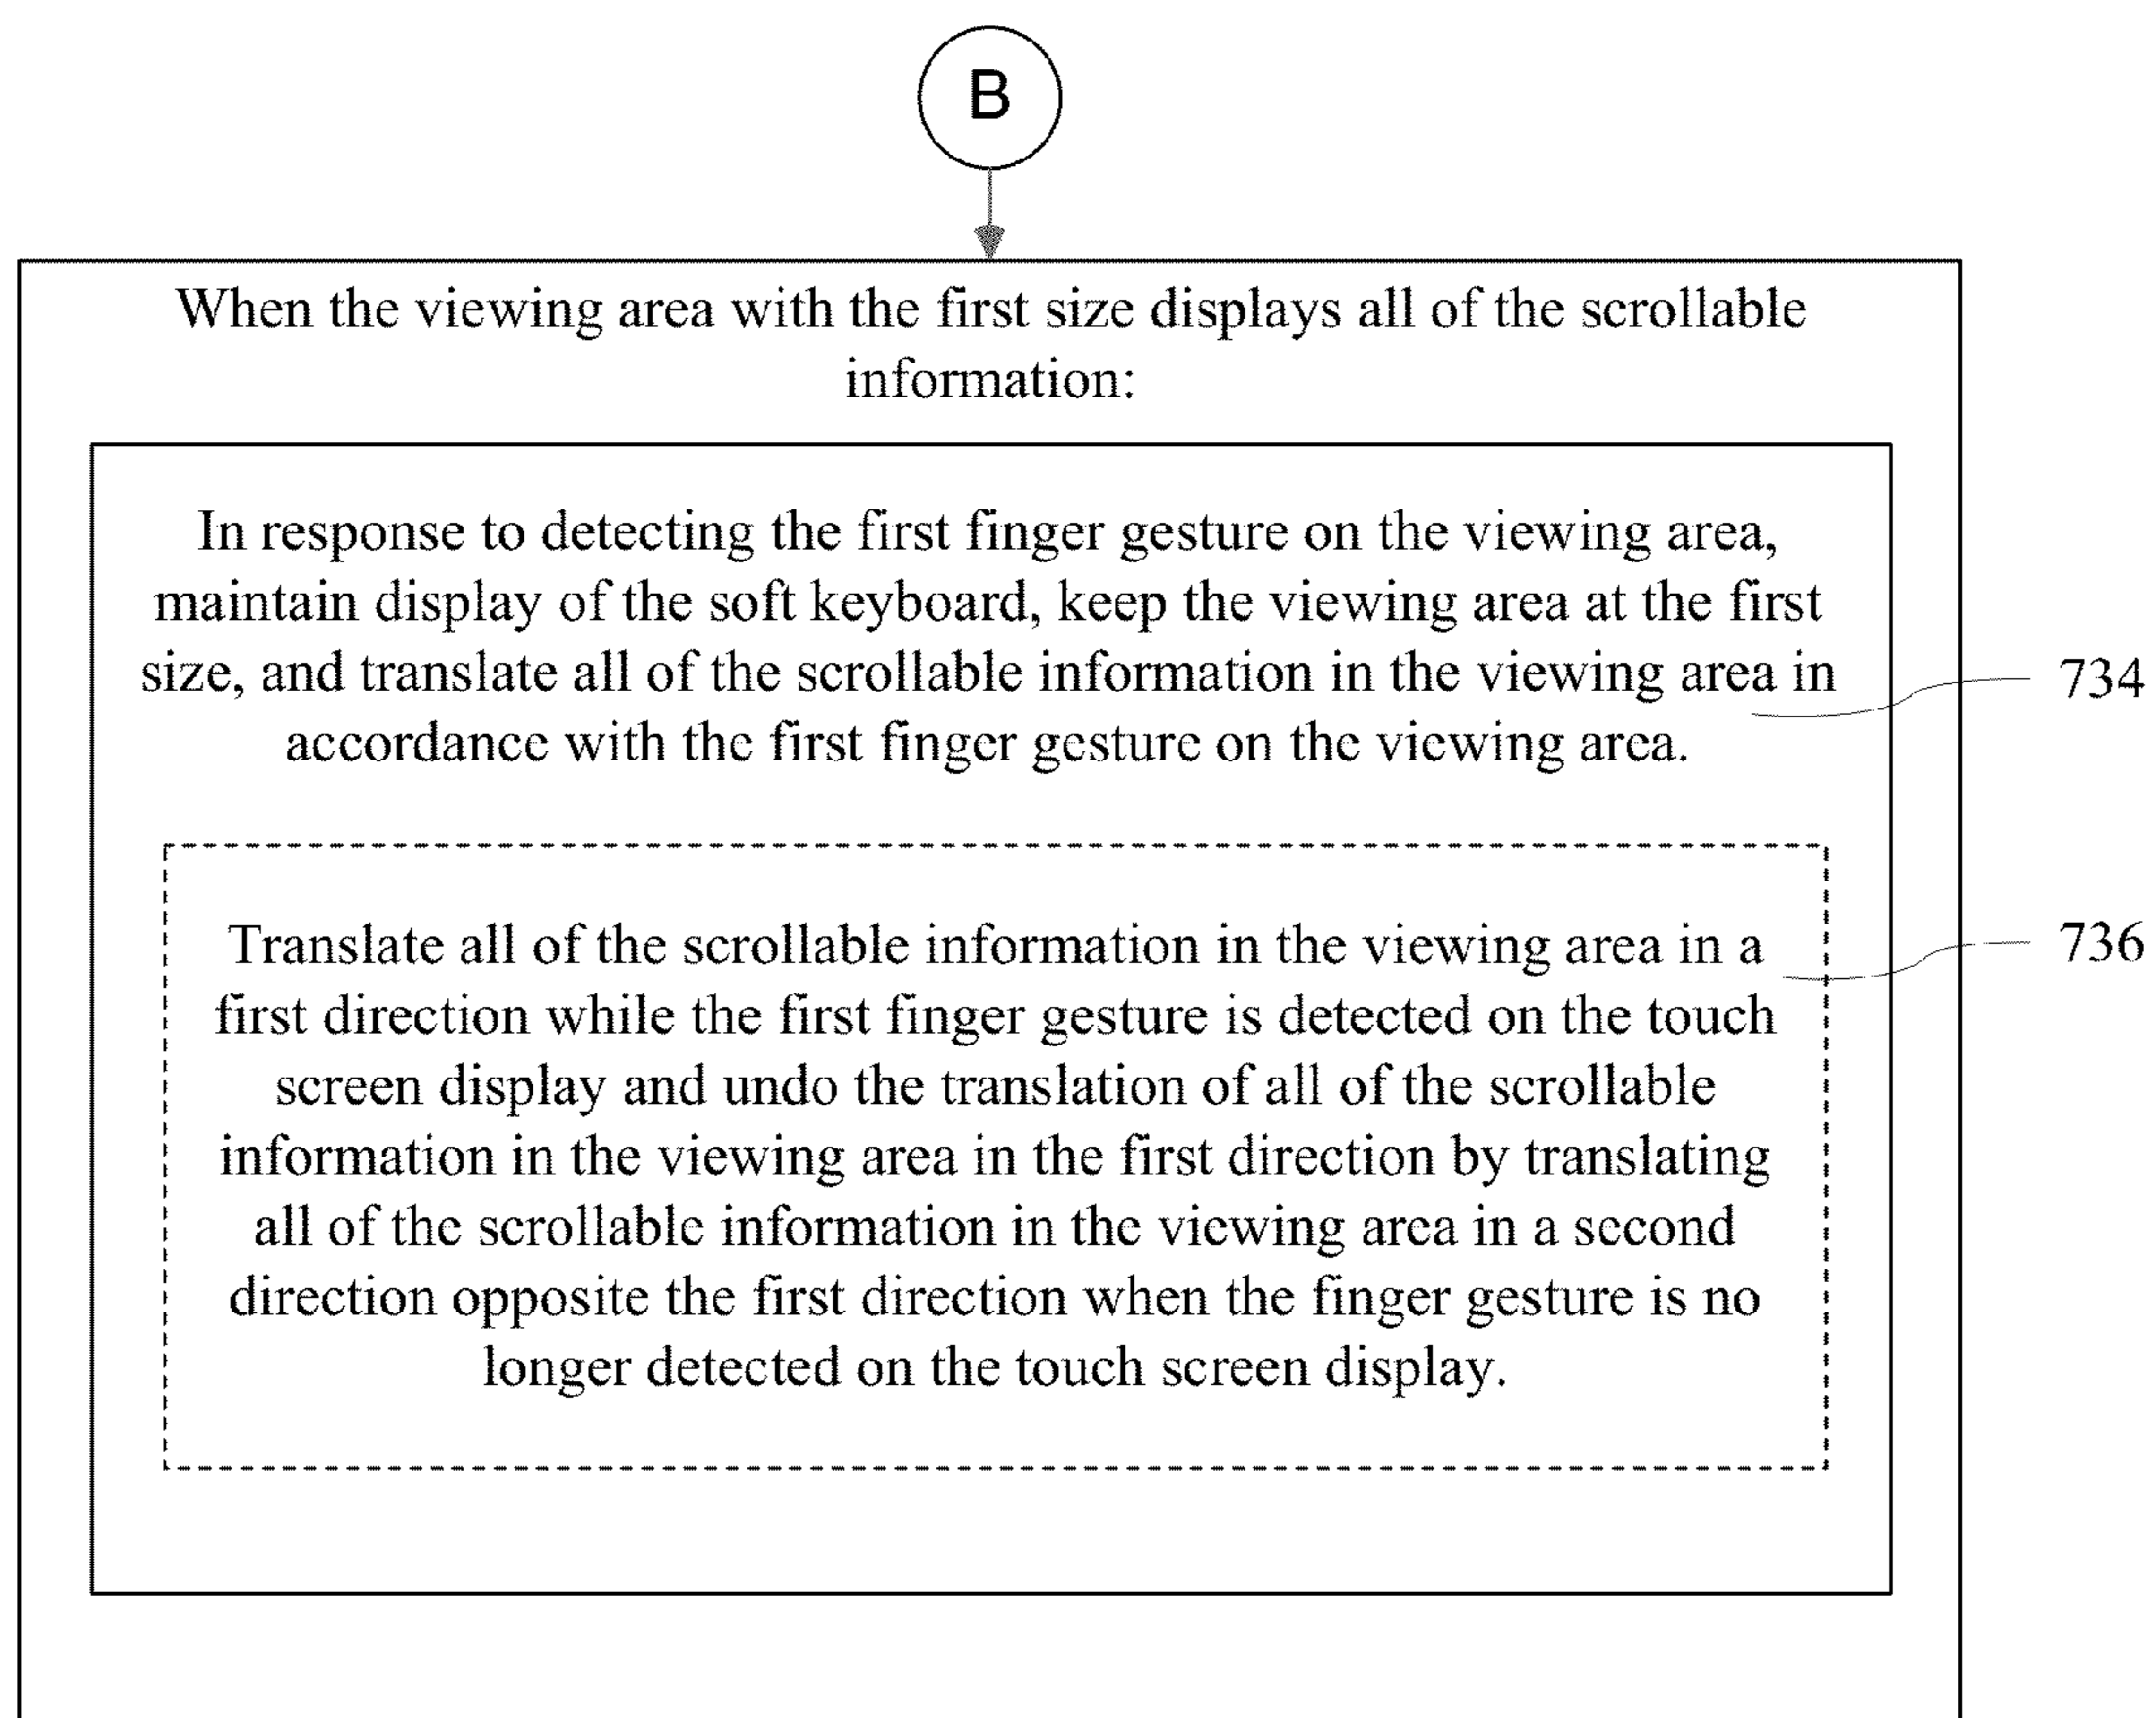 B
When the viewing area with the first size displays all of the scrollable
information:
In response to detecting the first finger gesture on the viewing area,
maintain display of the soft keyboard, keep the viewing area at the first
size, and translate all of the scrollable information in the viewing area in
accordance with the first finger gesture on the viewing area.
734
Translate all of the scrollable information in the viewing area in a
736
first direction while the first finger gesture is detected on the touch
screen display and undo the translation of all of the scrollable
information in the viewing area in the first direction by translating
all of the scrollable information in the viewing area in a second
direction opposite the first direction when the finger gesture is no
longer detected on the touch screen display.